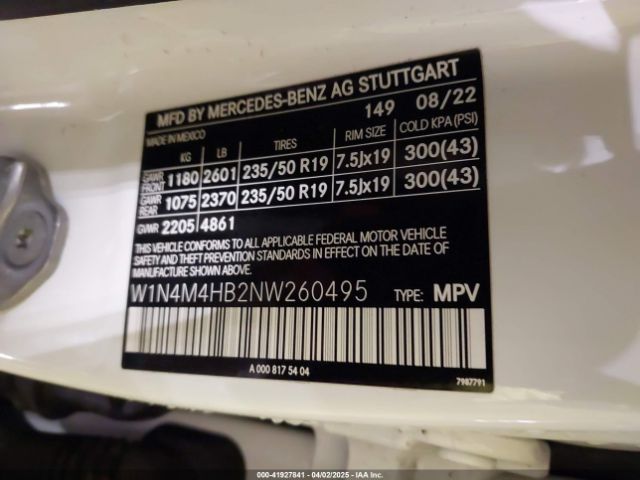 MFD BY MERCEDES-BENZ AG STUTTGART
149 08/22
MADE IN MEXICO
KG LB TIRES RIM SIZE COLD KPA (PSI)
GAWR FRONT 1180 2601 235/50 R19 7.5Jx19 300(43)
GAWR REAR 1075 2370 235/50 R19 7.5Jx19 300(43)
GVWR 2205 4861
THIS VEHICLE CONFORMS TO ALL APPLICABLE FEDERAL MOTOR VEHICLE
SAFETY AND THEFT PREVENTION STANDARDS IN EFFECT ON THE DATE OF
MANUFACTURE SHOWN ABOVE.
W1N4M4HB2NW260495 TYPE: MPV
A 000 817 54 04
7987791
000-41927841 | 04/02/2025 - IAA Inc.